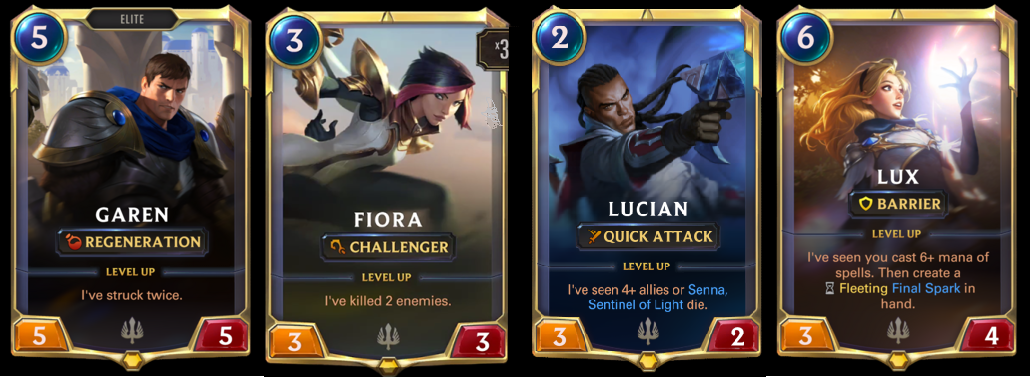 5
ELITE
GAREN
REGENERATION
LEVEL UP
I've struck twice.
5
5
3
x3
FIORA
CHALLENGER
LEVEL UP
I've killed 2 enemies.
3
3
2
LUCIAN
QUICK ATTACK
LEVEL UP
I've seen 4+ allies or Senna,
Sentinel of Light die.
3
2
6
LUX
BARRIER
LEVEL UP
I've seen you cast 6+ mana of
spells. Then create a
Fleeting Final Spark in
hand.
3
4